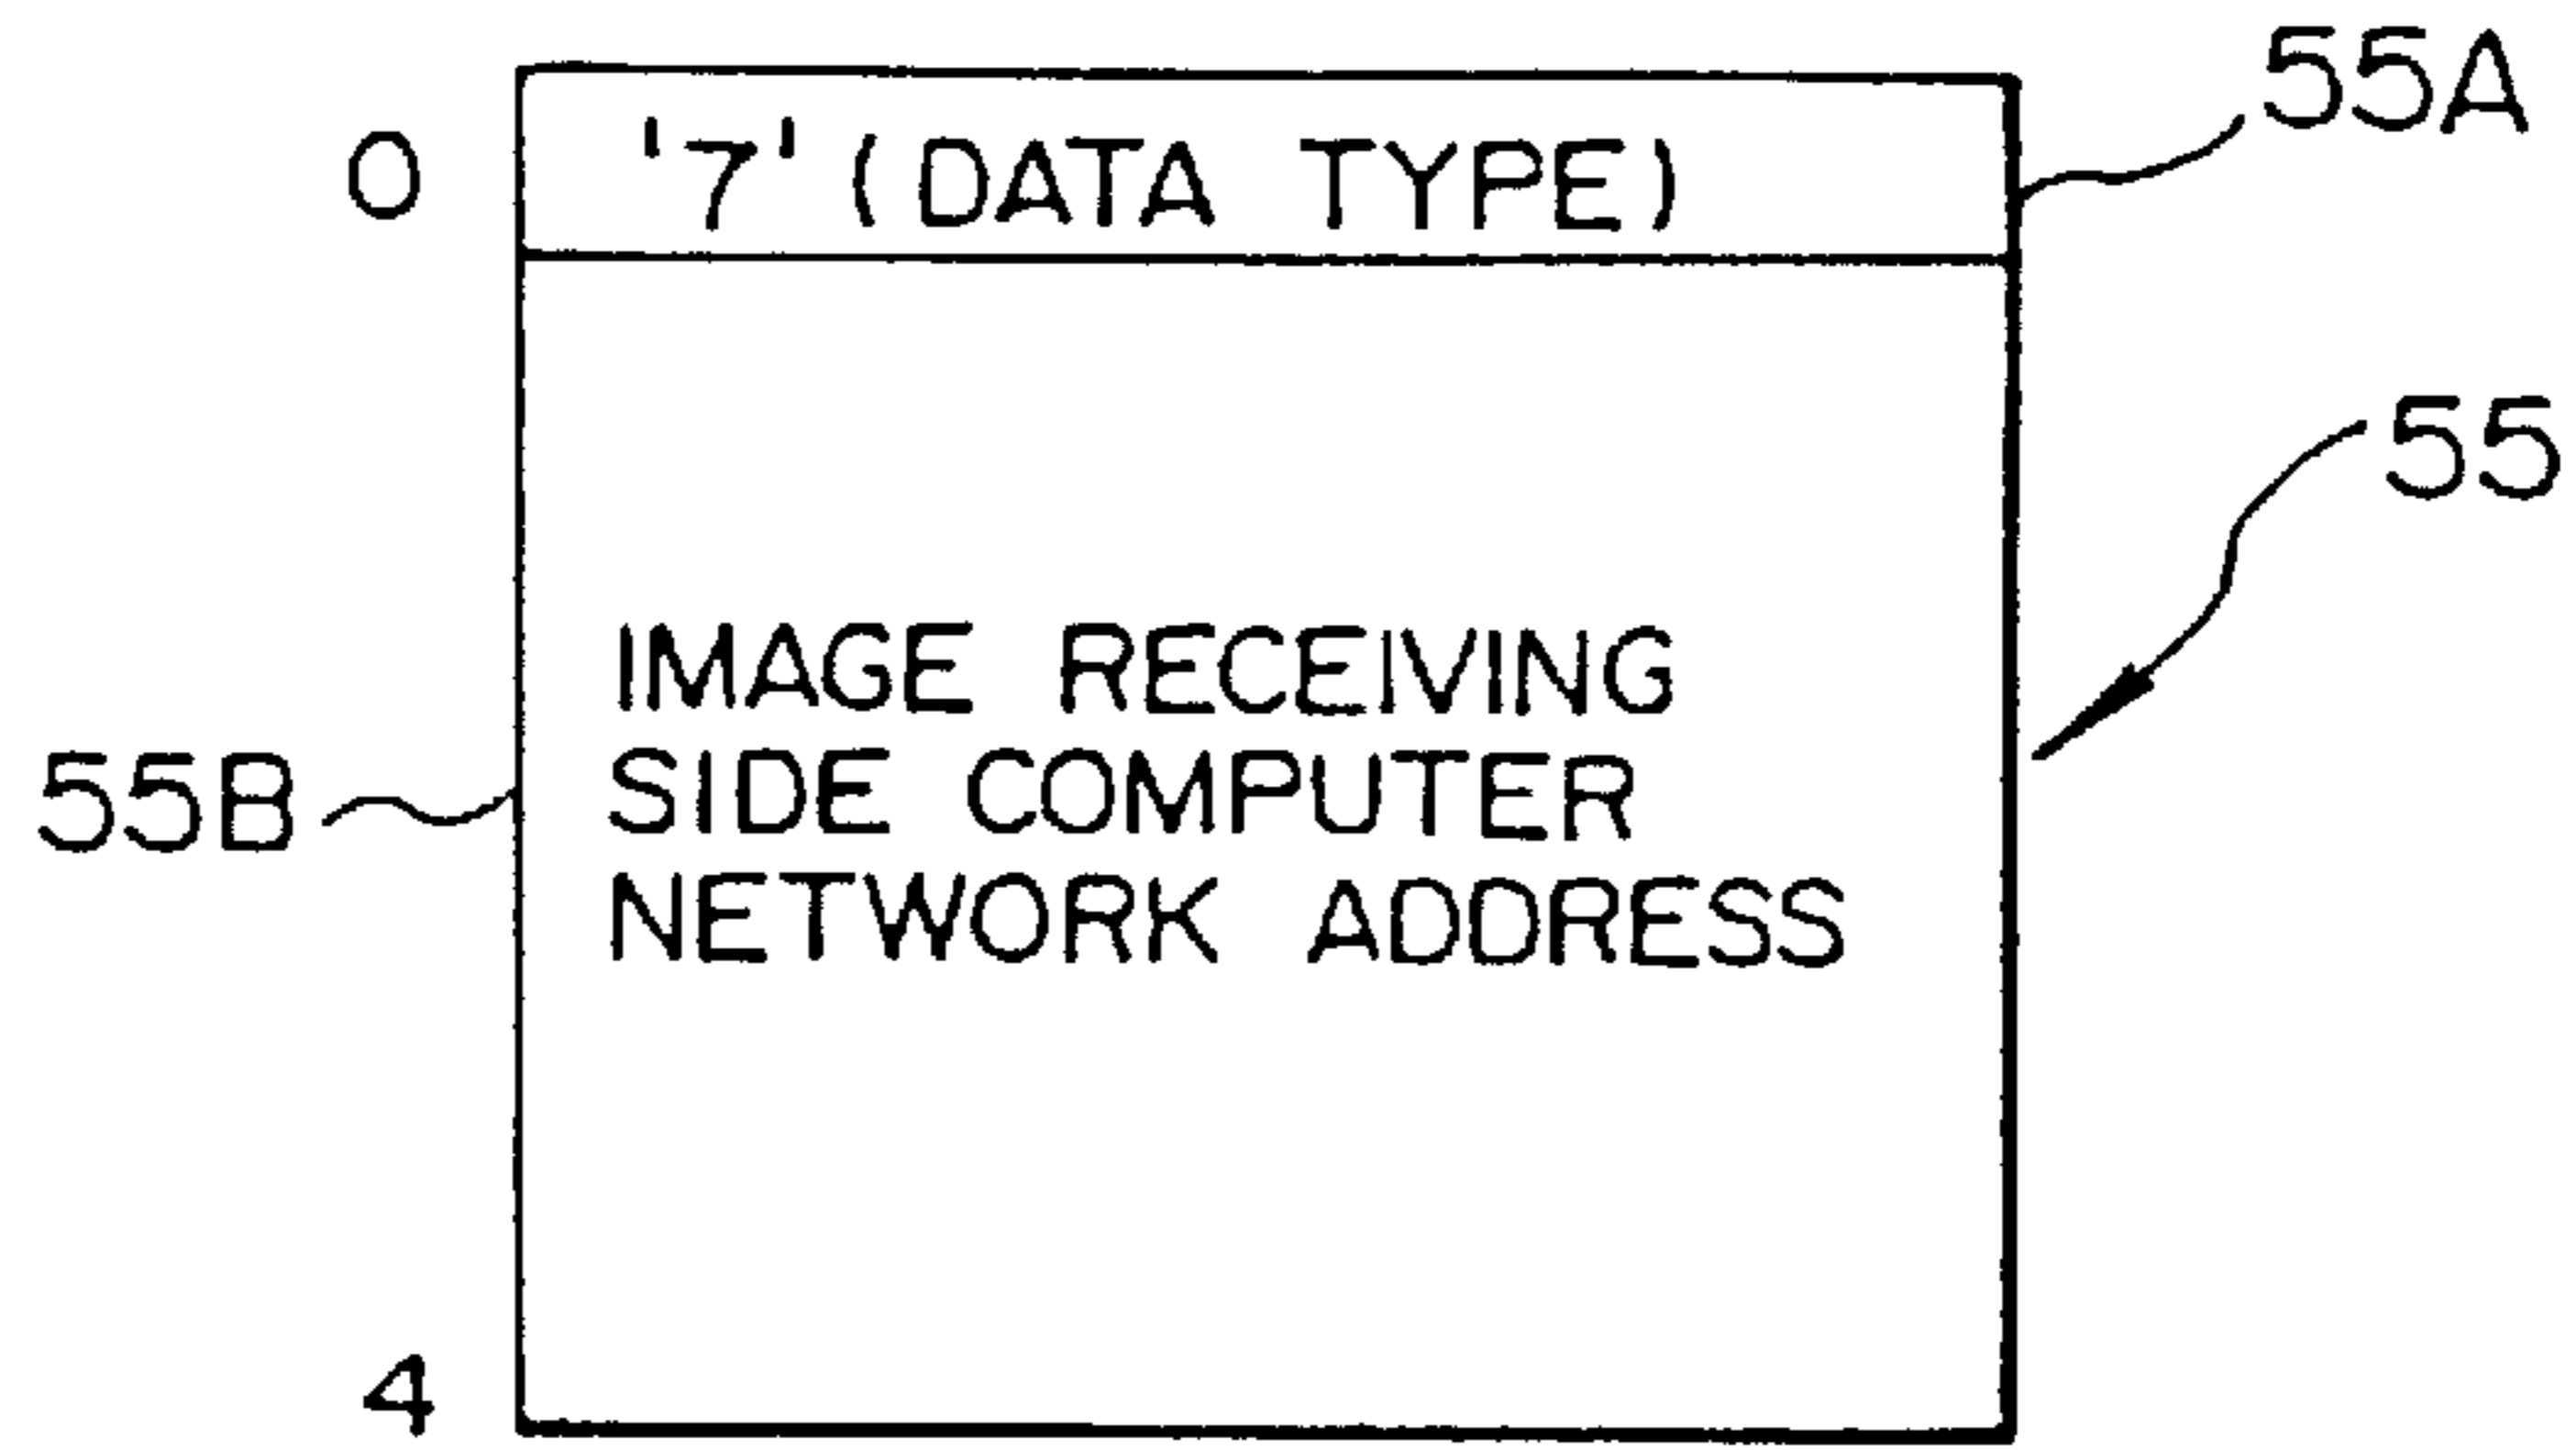 55A
0 '7' (DATA TYPE)
55
IMAGE RECEIVING
SIDE COMPUTER
55B
NETWORK ADDRESS
4